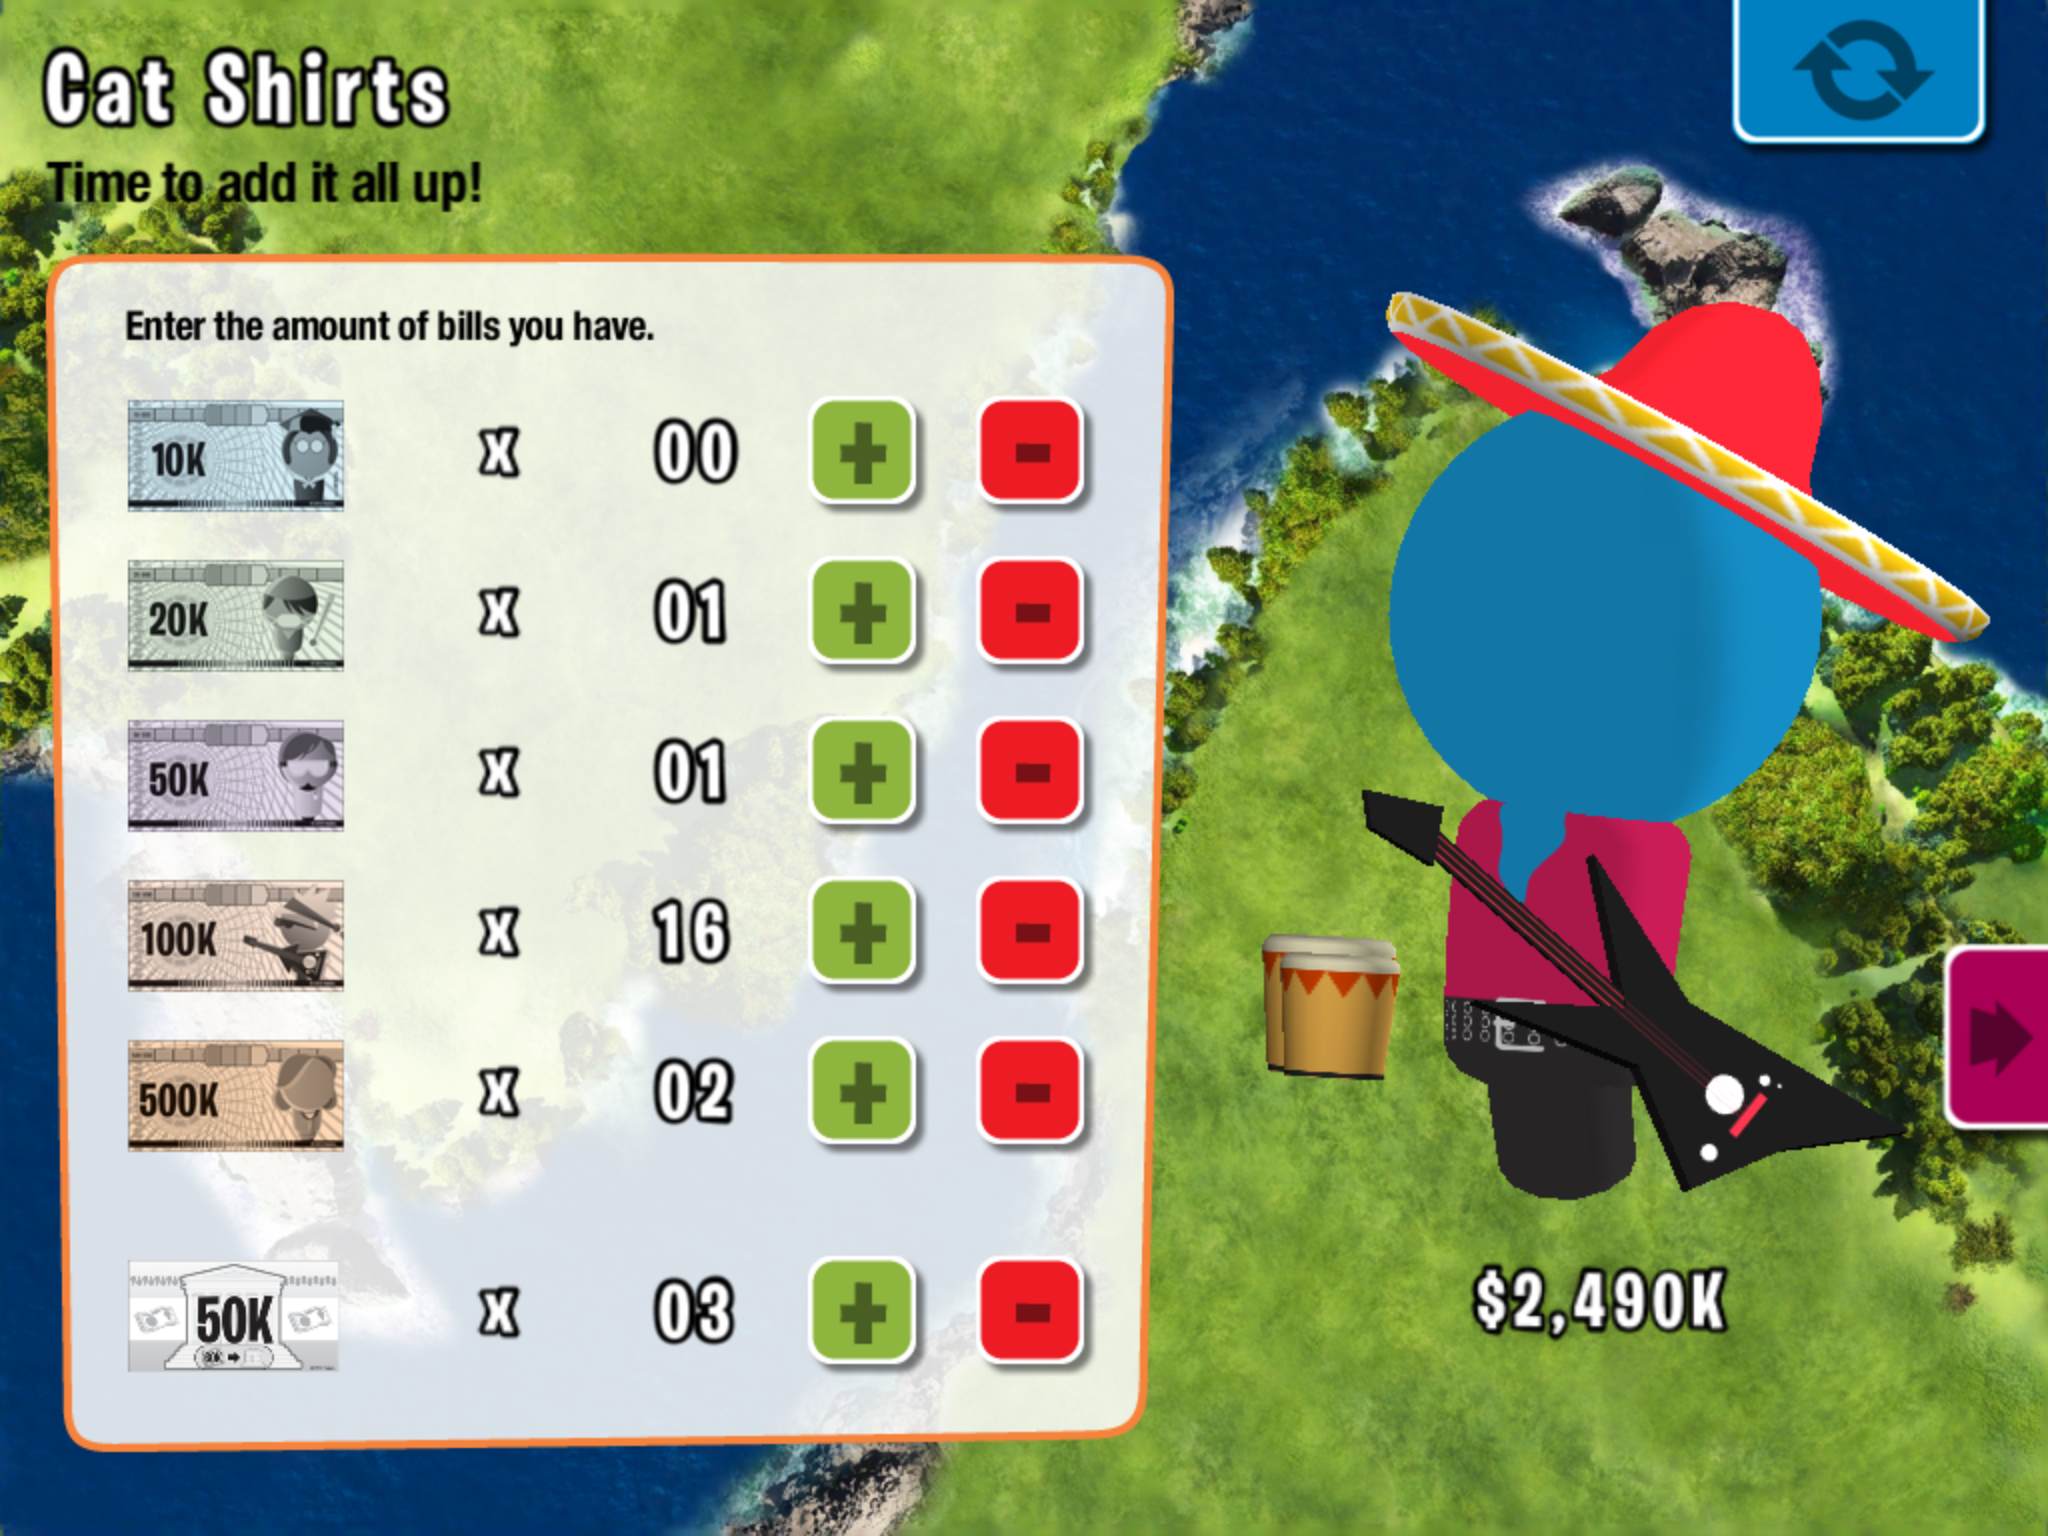 Cat Shirts
Time to add it all up!
Enter the amount of bills you have.
10K x 00 + -
20K x 01 + -
50K x 01 + -
100K x 16 + -
500K x 02 + -
50K x 03 + -
$2,490K